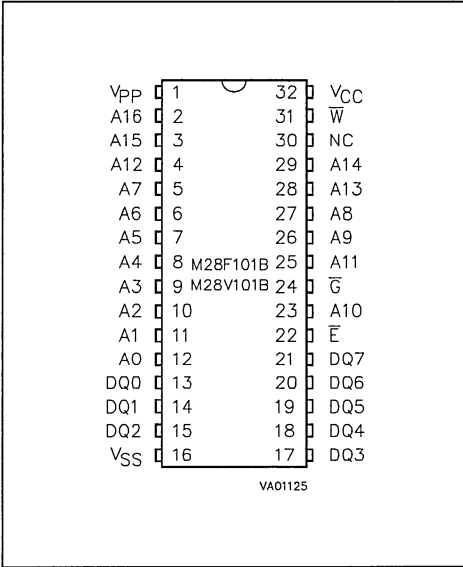 VPP 1 32 VCC
A16 2 31 W̅
A15 3 30 NC
A12 4 29 A14
A7 5 28 A13
A6 6 27 A8
A5 7 26 A9
A4 8 M28F101B 25 A11
A3 9 M28V101B 24 G̅
A2 10 23 A10
A1 11 22 E̅
A0 12 21 DQ7
DQ0 13 20 DQ6
DQ1 14 19 DQ5
DQ2 15 18 DQ4
VSS 16 17 DQ3
VA01125